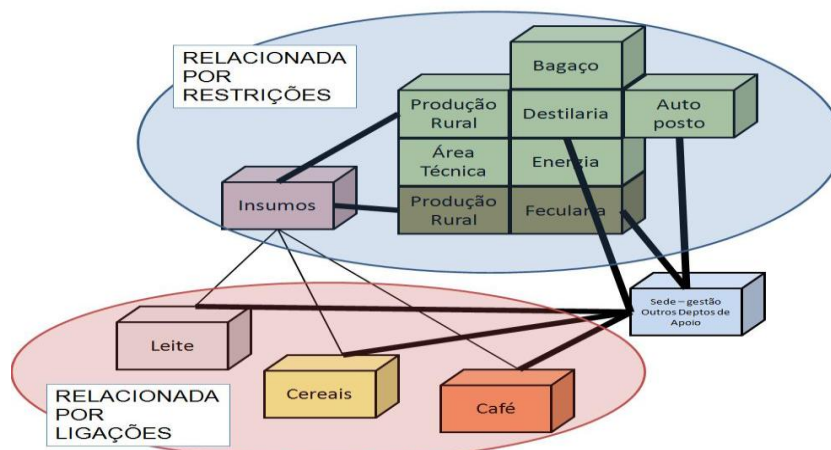 RELACIONADA
POR
RESTRIÇÕES
Bagaço
Produção
Rural
Destilaria
Auto
posto
Área
Técnica
Energia
Insumos
Produção
Rural
Fecularia
Sede – gestão
Outros Deptos de
Apoio
Leite
Cereais
Café
RELACIONADA
POR
LIGAÇÕES